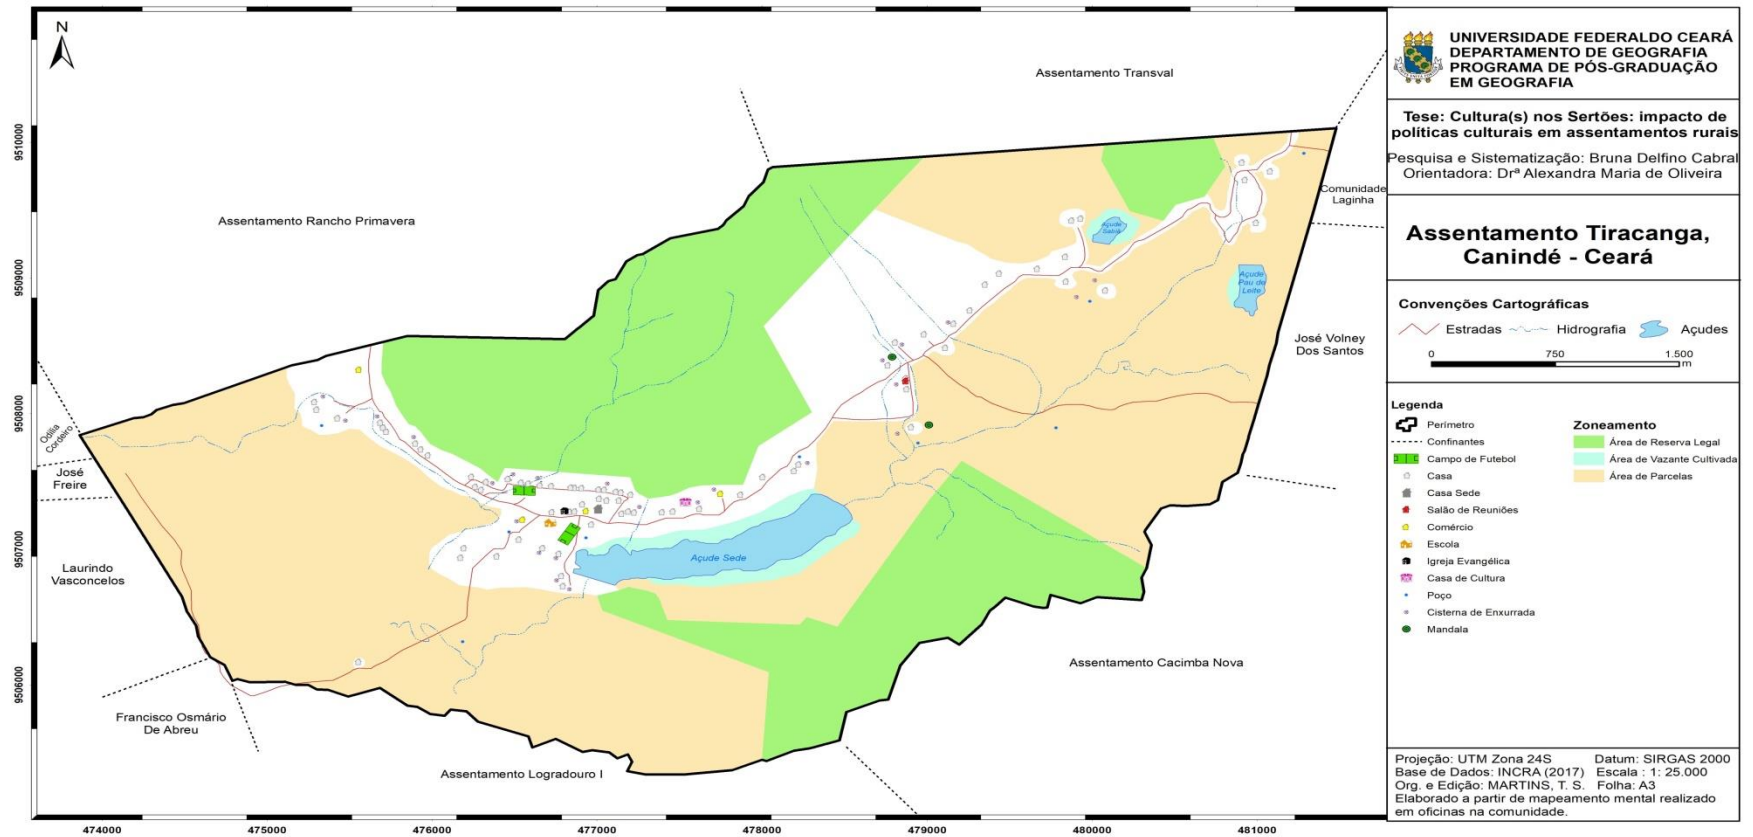 N
Assentamento Transval
Assentamento Rancho Primavera
Comunidade
Laginha
Açude
Sabiá
Açude
Pau de
Leite
José Volney
Dos Santos
Odília
Cordeiro
José
Freire
Laurindo
Vasconcelos
Açude Sede
Assentamento Cacimba Nova
Francisco Osmário
De Abreu
Assentamento Logradouro I
9510000
9509000
9508000
9507000
9506000
474000
475000
476000
477000
478000
479000
480000
481000
UNIVERSIDADE FEDERALDO CEARÁ
DEPARTAMENTO DE GEOGRAFIA
PROGRAMA DE PÓS-GRADUAÇÃO
EM GEOGRAFIA
Tese: Cultura(s) nos Sertões: impacto de
políticas culturais em assentamentos rurais
Pesquisa e Sistematização: Bruna Delfino Cabral
Orientadora: Drª Alexandra Maria de Oliveira
Assentamento Tiracanga,
Canindé - Ceará
Convenções Cartográficas
Estradas
Hidrografia
Açudes
0 750 1.500
m
Legenda
Perímetro
Confinantes
Campo de Futebol
Casa
Casa Sede
Salão de Reuniões
Comércio
Escola
Igreja Evangélica
Casa de Cultura
Poço
Cisterna de Enxurrada
Mandala
Zoneamento
Área de Reserva Legal
Área de Vazante Cultivada
Área de Parcelas
Projeção: UTM Zona 24S Datum: SIRGAS 2000
Base de Dados: INCRA (2017) Escala : 1: 25.000
Org. e Edição: MARTINS, T. S. Folha: A3
Elaborado a partir de mapeamento mental realizado
em oficinas na comunidade.